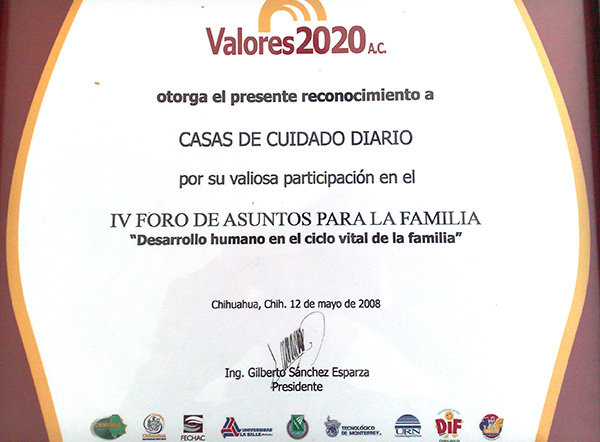 Valores2020 A.C.
otorga el presente reconocimiento a
CASAS DE CUIDADO DIARIO
por su valiosa participación en el
IV FORO DE ASUNTOS PARA LA FAMILIA
"Desarrollo humano en el ciclo vital de la familia"
Chihuahua, Chih. 12 de mayo de 2008
Ing. Gilberto Sánchez Esparza
Presidente
FECHAC
UNIVERSIDAD
LA SALLE
TECNOLÓGICO
DE MONTERREY.
URN
DIF